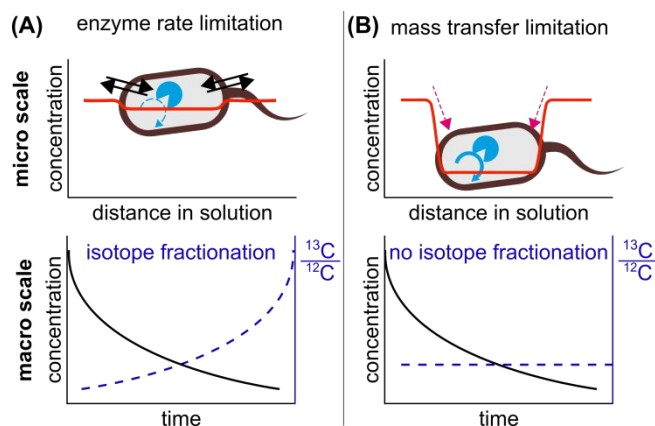 (A) enzyme rate limitation
micro scale
concentration
distance in solution
macro scale
concentration
isotope fractionation
13C
12C
time
(B) mass transfer limitation
concentration
distance in solution
concentration
no isotope fractionation
13C
12C
time